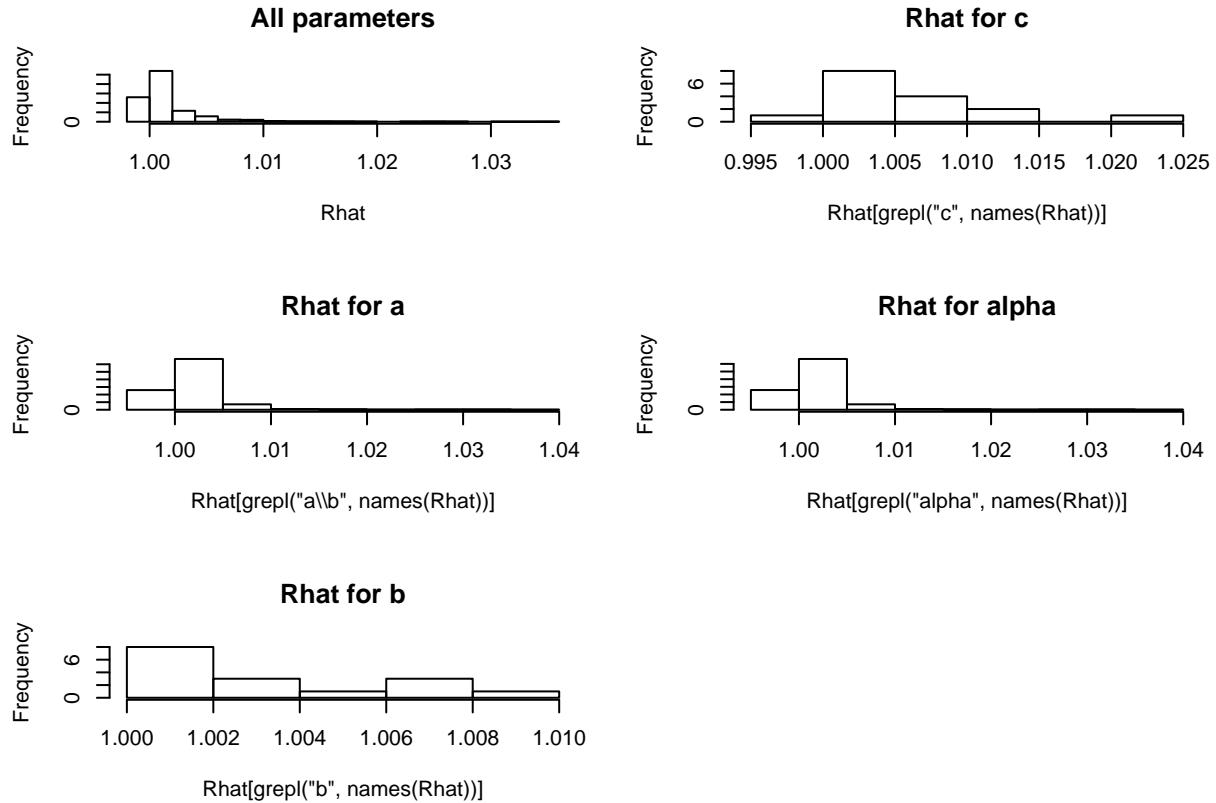 All parameters
Frequency
0
1.00 1.01 1.02 1.03
Rhat
Rhat for c
Frequency
0 6
0.995 1.000 1.005 1.010 1.015 1.020 1.025
Rhat[grepl("c", names(Rhat))]
Rhat for a
Frequency
0
1.00 1.01 1.02 1.03 1.04
Rhat[grepl("a\\b", names(Rhat))]
Rhat for alpha
Frequency
0
1.00 1.01 1.02 1.03 1.04
Rhat[grepl("alpha", names(Rhat))]
Rhat for b
Frequency
0 6
1.000 1.002 1.004 1.006 1.008 1.010
Rhat[grepl("b", names(Rhat))]